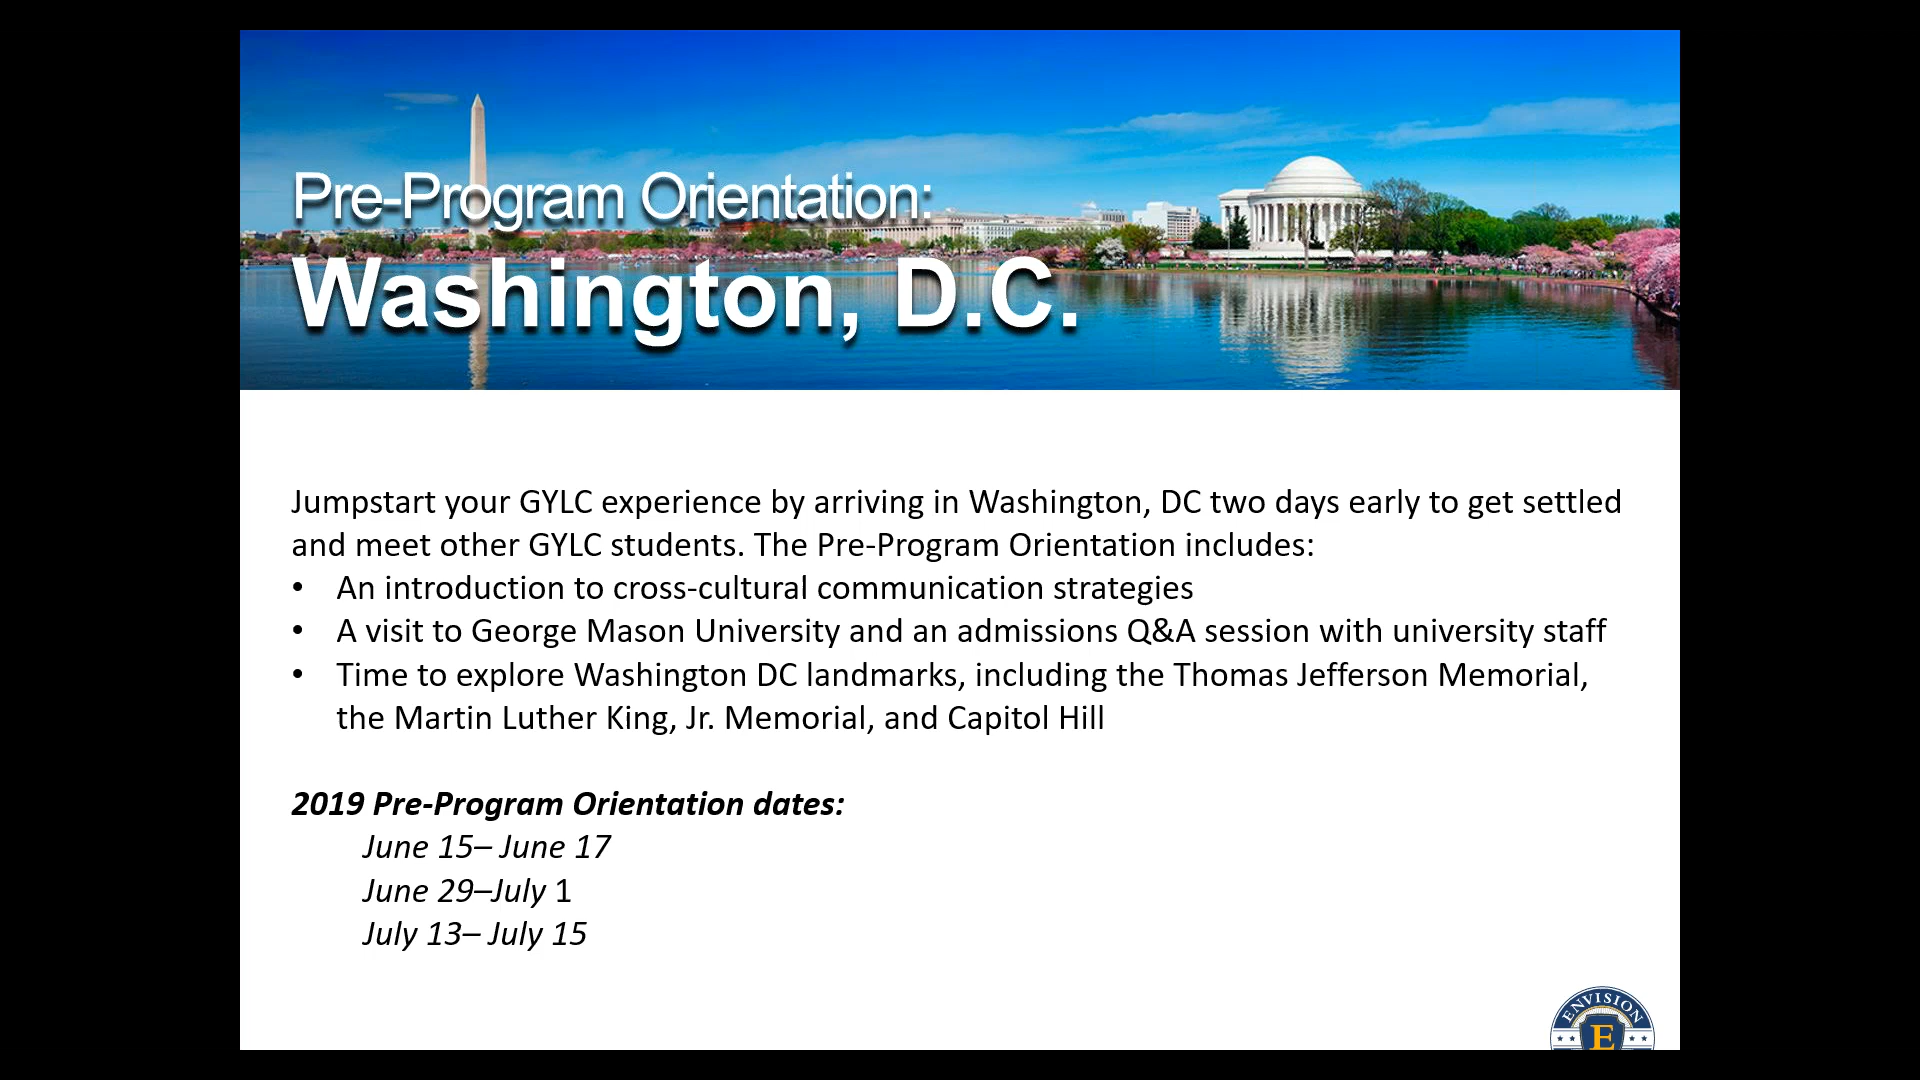 Pre-Program Orientation:
Washington, D.C.
Jumpstart your GYLC experience by arriving in Washington, DC two days early to get settled
and meet other GYLC students. The Pre-Program Orientation includes:
• An introduction to cross-cultural communication strategies
• A visit to George Mason University and an admissions Q&A session with university staff
• Time to explore Washington DC landmarks, including the Thomas Jefferson Memorial,
the Martin Luther King, Jr. Memorial, and Capitol Hill
2019 Pre-Program Orientation dates:
June 15– June 17
June 29–July 1
July 13– July 15
ENVISION
E